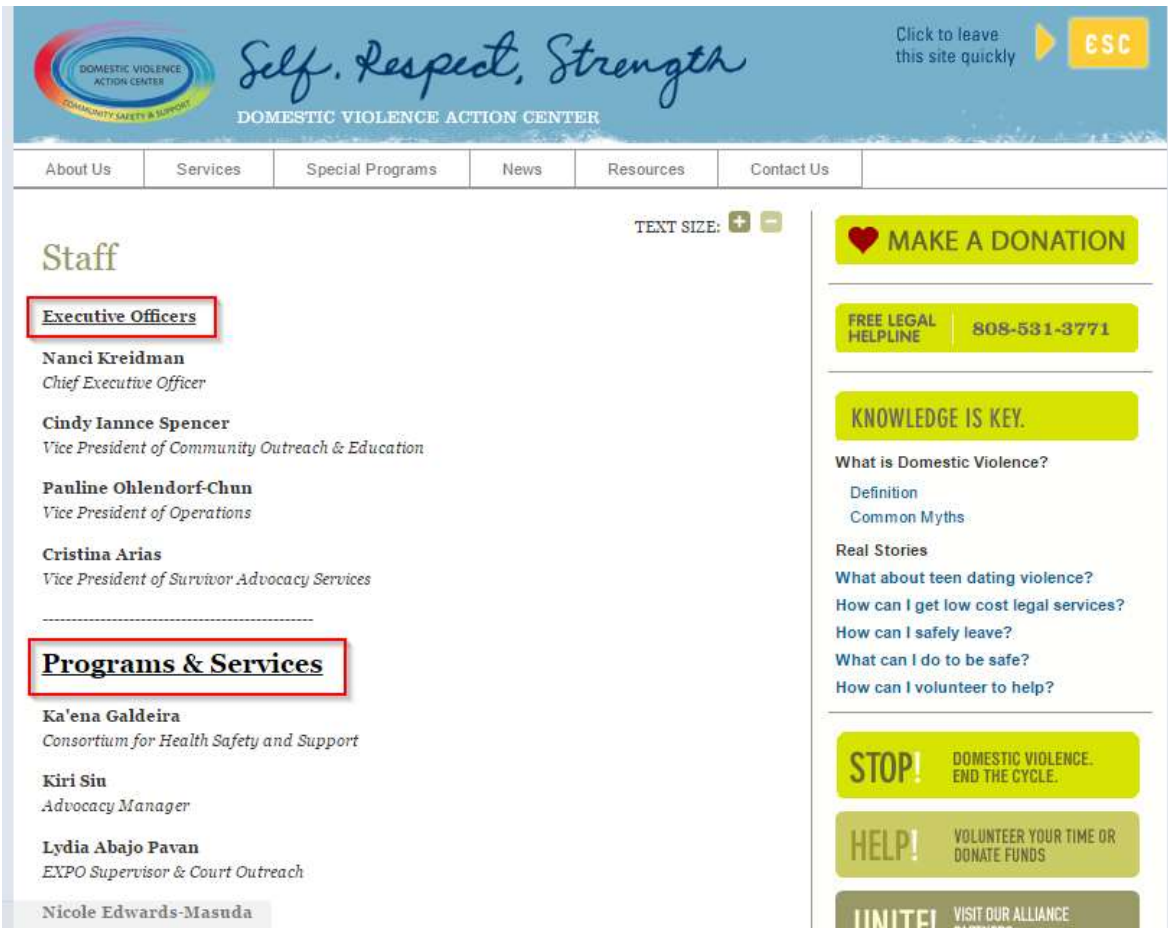 DOMESTIC VIOLENCE
ACTION CENTER
COMMUNITY SAFETY & SUPPORT
Self. Respect, Strength
DOMESTIC VIOLENCE ACTION CENTER
Click to leave
this site quickly
ESC
About Us
Services
Special Programs
News
Resources
Contact Us
TEXT SIZE: + −
Staff
Executive Officers
Nanci Kreidman
Chief Executive Officer
Cindy Iannce Spencer
Vice President of Community Outreach & Education
Pauline Ohlendorf-Chun
Vice President of Operations
Cristina Arias
Vice President of Survivor Advocacy Services
-----------------------------------------------
Programs & Services
Ka'ena Galdeira
Consortium for Health Safety and Support
Kiri Siu
Advocacy Manager
Lydia Abajo Pavan
EXPO Supervisor & Court Outreach
Nicole Edwards-Masuda
MAKE A DONATION
FREE LEGAL
HELPLINE
808-531-3771
KNOWLEDGE IS KEY.
What is Domestic Violence?
Definition
Common Myths
Real Stories
What about teen dating violence?
How can I get low cost legal services?
How can I safely leave?
What can I do to be safe?
How can I volunteer to help?
STOP!
DOMESTIC VIOLENCE.
END THE CYCLE.
HELP!
VOLUNTEER YOUR TIME OR
DONATE FUNDS
UNITE!
VISIT OUR ALLIANCE